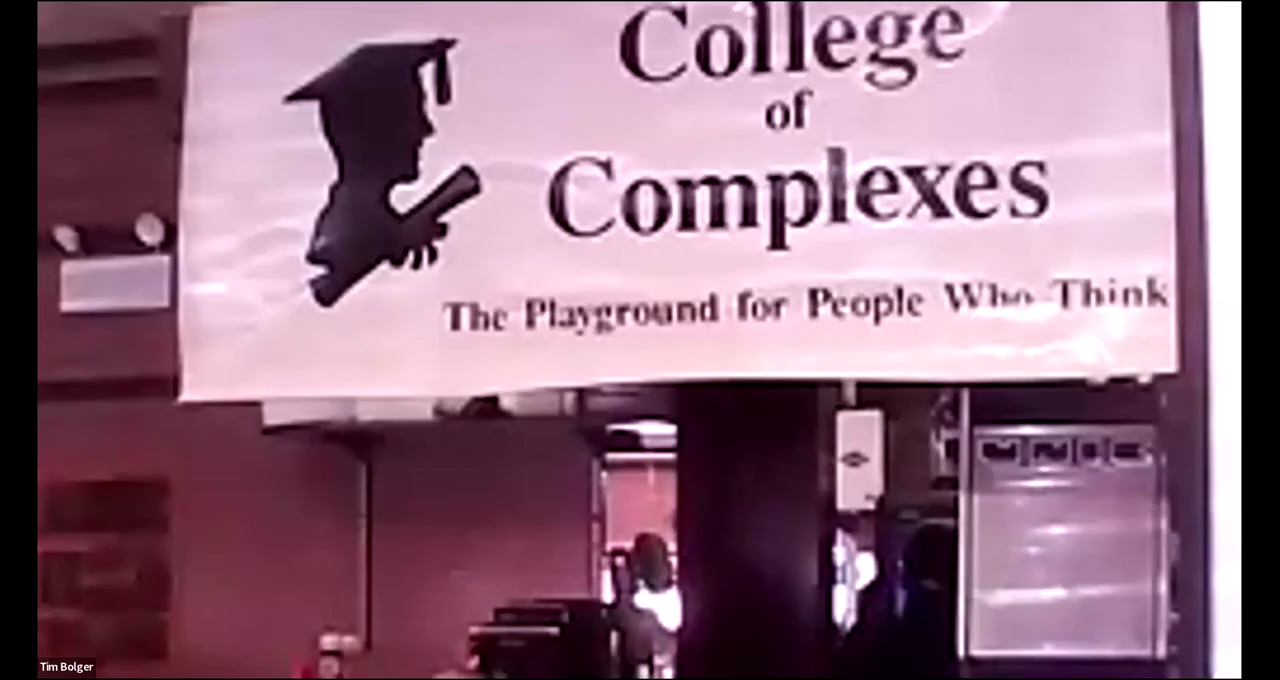 College
of
Complexes
The Playground for People Who Think
Tim Bolger